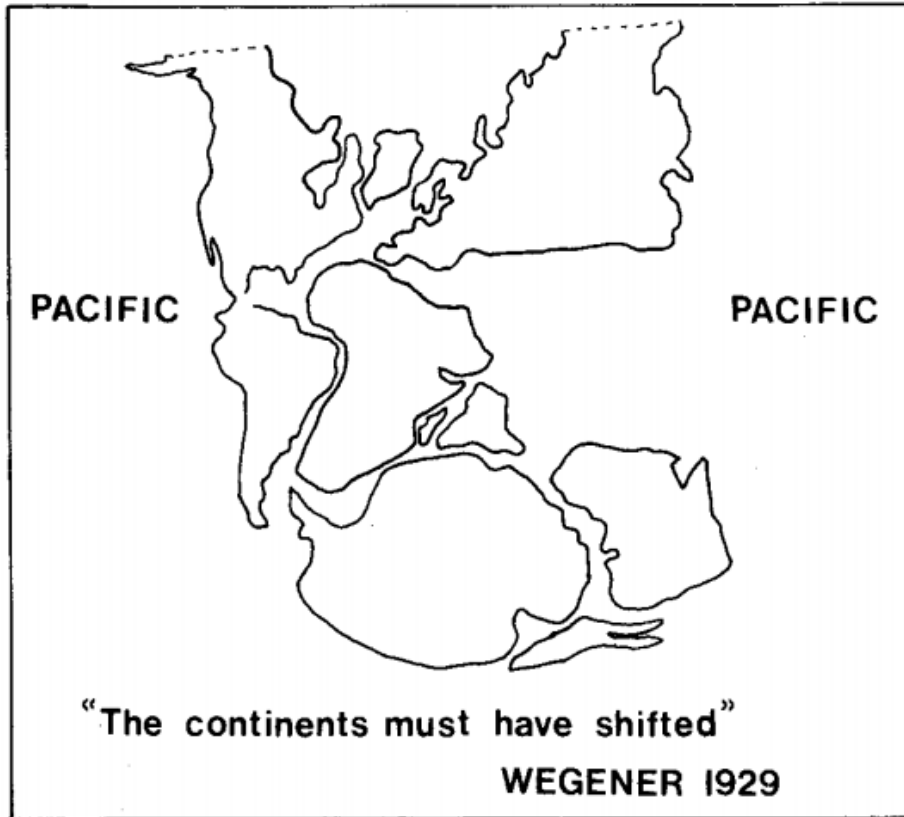 PACIFIC PACIFIC
“The continents must have shifted”
WEGENER 1929